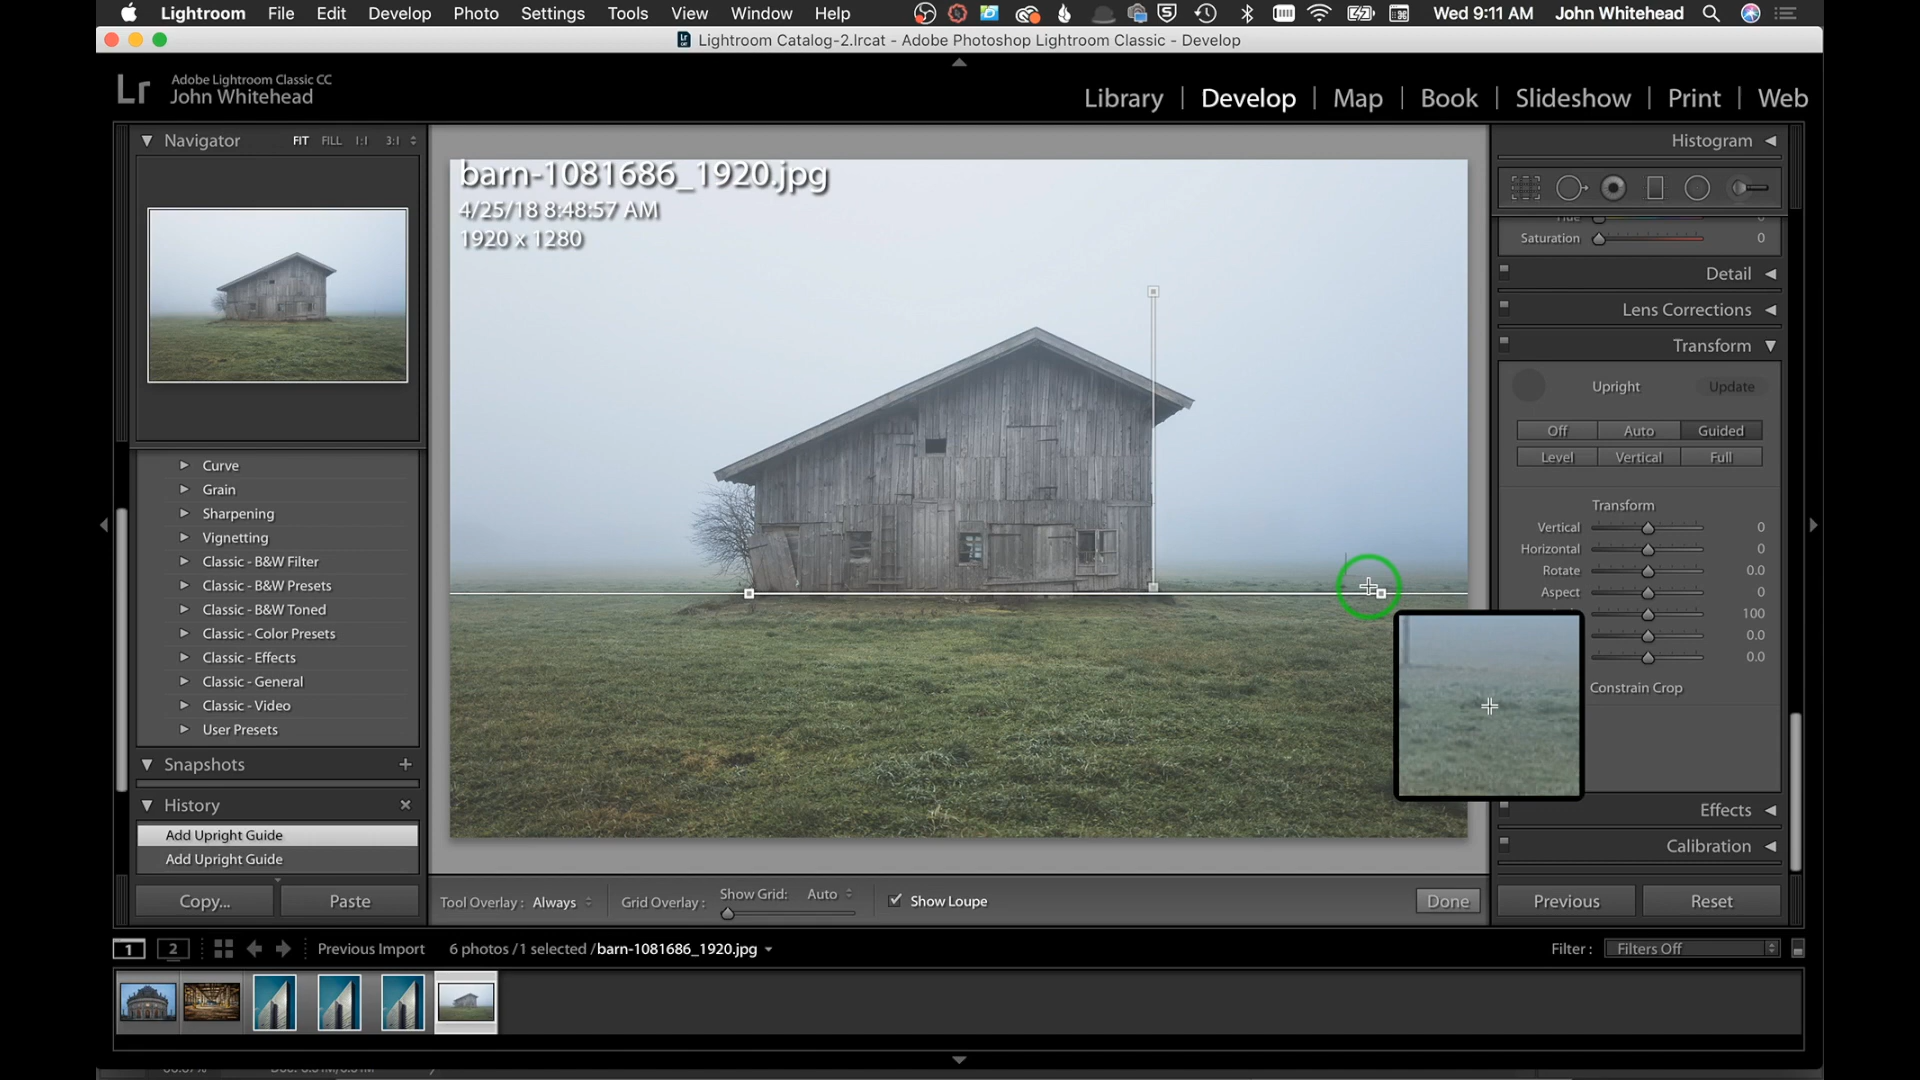 Lightroom File Edit Develop Photo Settings Tools View Window Help Wed 9:11 AM John Whitehead
Lightroom Catalog-2.lrcat - Adobe Photoshop Lightroom Classic - Develop
Lr Adobe Lightroom Classic CC
John Whitehead
Library | Develop | Map | Book | Slideshow | Print | Web
Navigator FIT FILL 1:1 3:1
Curve
Grain
Sharpening
Vignetting
Classic - B&W Filter
Classic - B&W Presets
Classic - B&W Toned
Classic - Color Presets
Classic - Effects
Classic - General
Classic - Video
User Presets
Snapshots +
History
Add Upright Guide
Add Upright Guide
Copy... Paste
barn-1081686_1920.jpg
4/25/18 8:48:57 AM
1920 x 1280
Histogram
Hue 0
Saturation 0
Detail
Lens Corrections
Transform
Upright Update
Off Auto Guided
Level Vertical Full
Transform
Vertical 0
Horizontal 0
Rotate 0.0
Aspect 0
100
0.0
0.0
Constrain Crop
Effects
Calibration
Previous Reset
Tool Overlay : Always Grid Overlay : Show Grid: Auto Show Loupe Done
1 2 Previous Import 6 photos /1 selected /barn-1081686_1920.jpg Filter : Filters Off